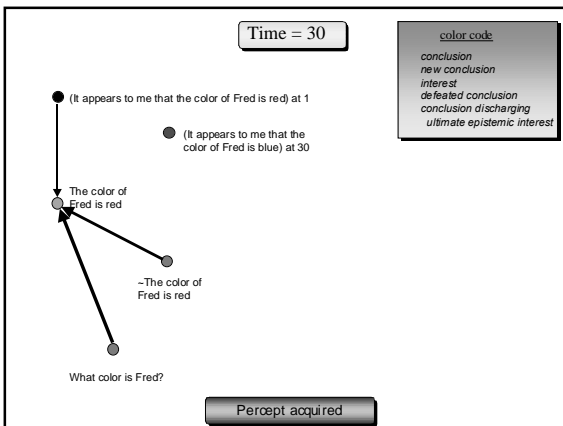 Time = 30
color code
conclusion
new conclusion
interest
defeated conclusion
conclusion discharging
ultimate epistemic interest
(It appears to me that the color of Fred is red) at 1
(It appears to me that the
color of Fred is blue) at 30
The color of
Fred is red
~The color of
Fred is red
What color is Fred?
Percept acquired